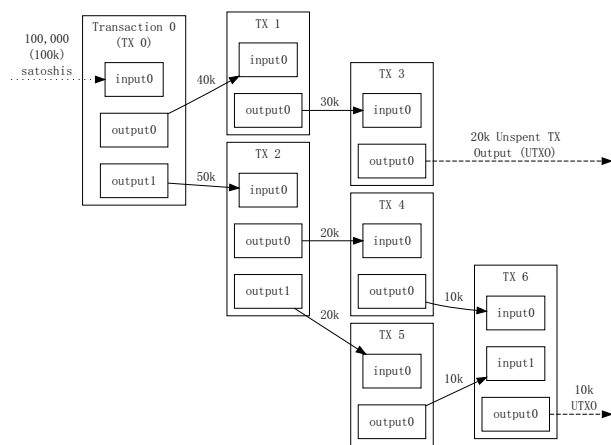 100,000
(100k)
satoshis
Transaction 0
(TX 0)
input0
output0
output1
40k
50k
TX 1
input0
output0
30k
TX 2
input0
output0
output1
20k
20k
TX 3
input0
output0
20k Unspent TX
Output (UTXO)
TX 4
input0
output0
10k
TX 5
input0
output0
10k
TX 6
input0
input1
output0
10k
UTXO